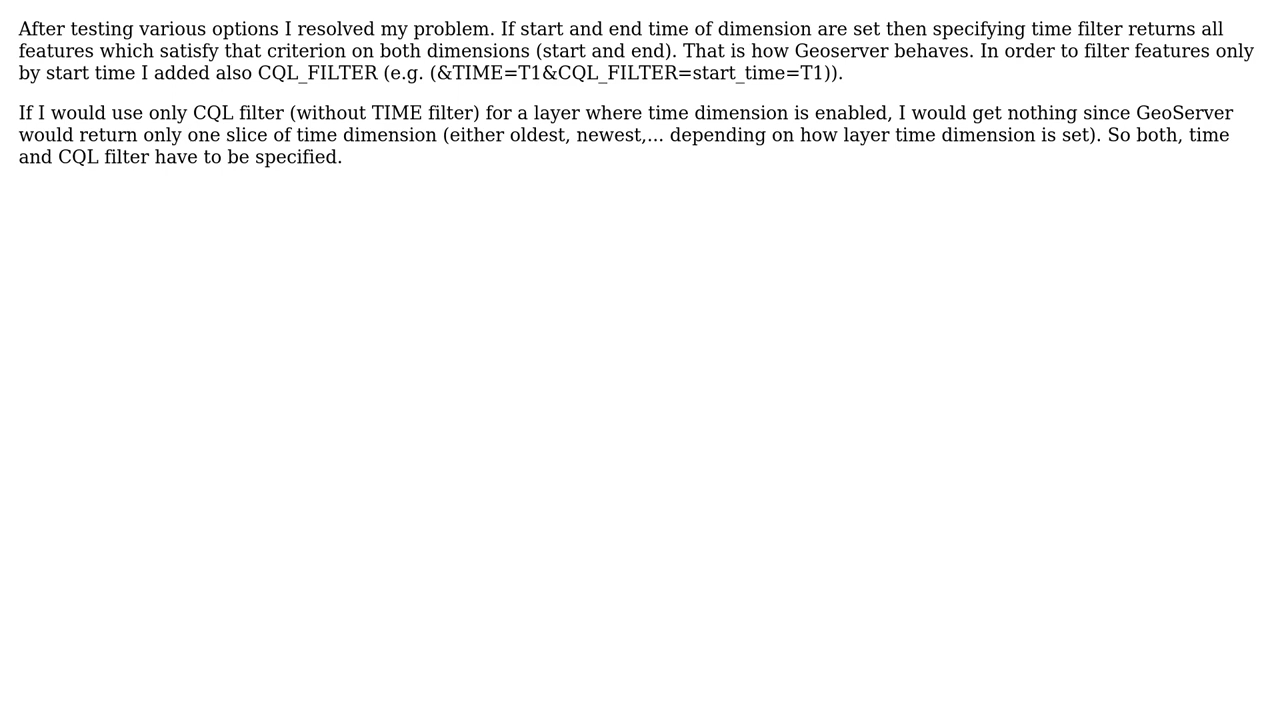 After testing various options I resolved my problem. If start and end time of dimension are set then specifying time filter returns all
features which satisfy that criterion on both dimensions (start and end). That is how Geoserver behaves. In order to filter features only
by start time I added also CQL_FILTER (e.g. (&TIME=T1&CQL_FILTER=start_time=T1)).
If I would use only CQL filter (without TIME filter) for a layer where time dimension is enabled, I would get nothing since GeoServer
would return only one slice of time dimension (either oldest, newest,... depending on how layer time dimension is set). So both, time
and CQL filter have to be specified.